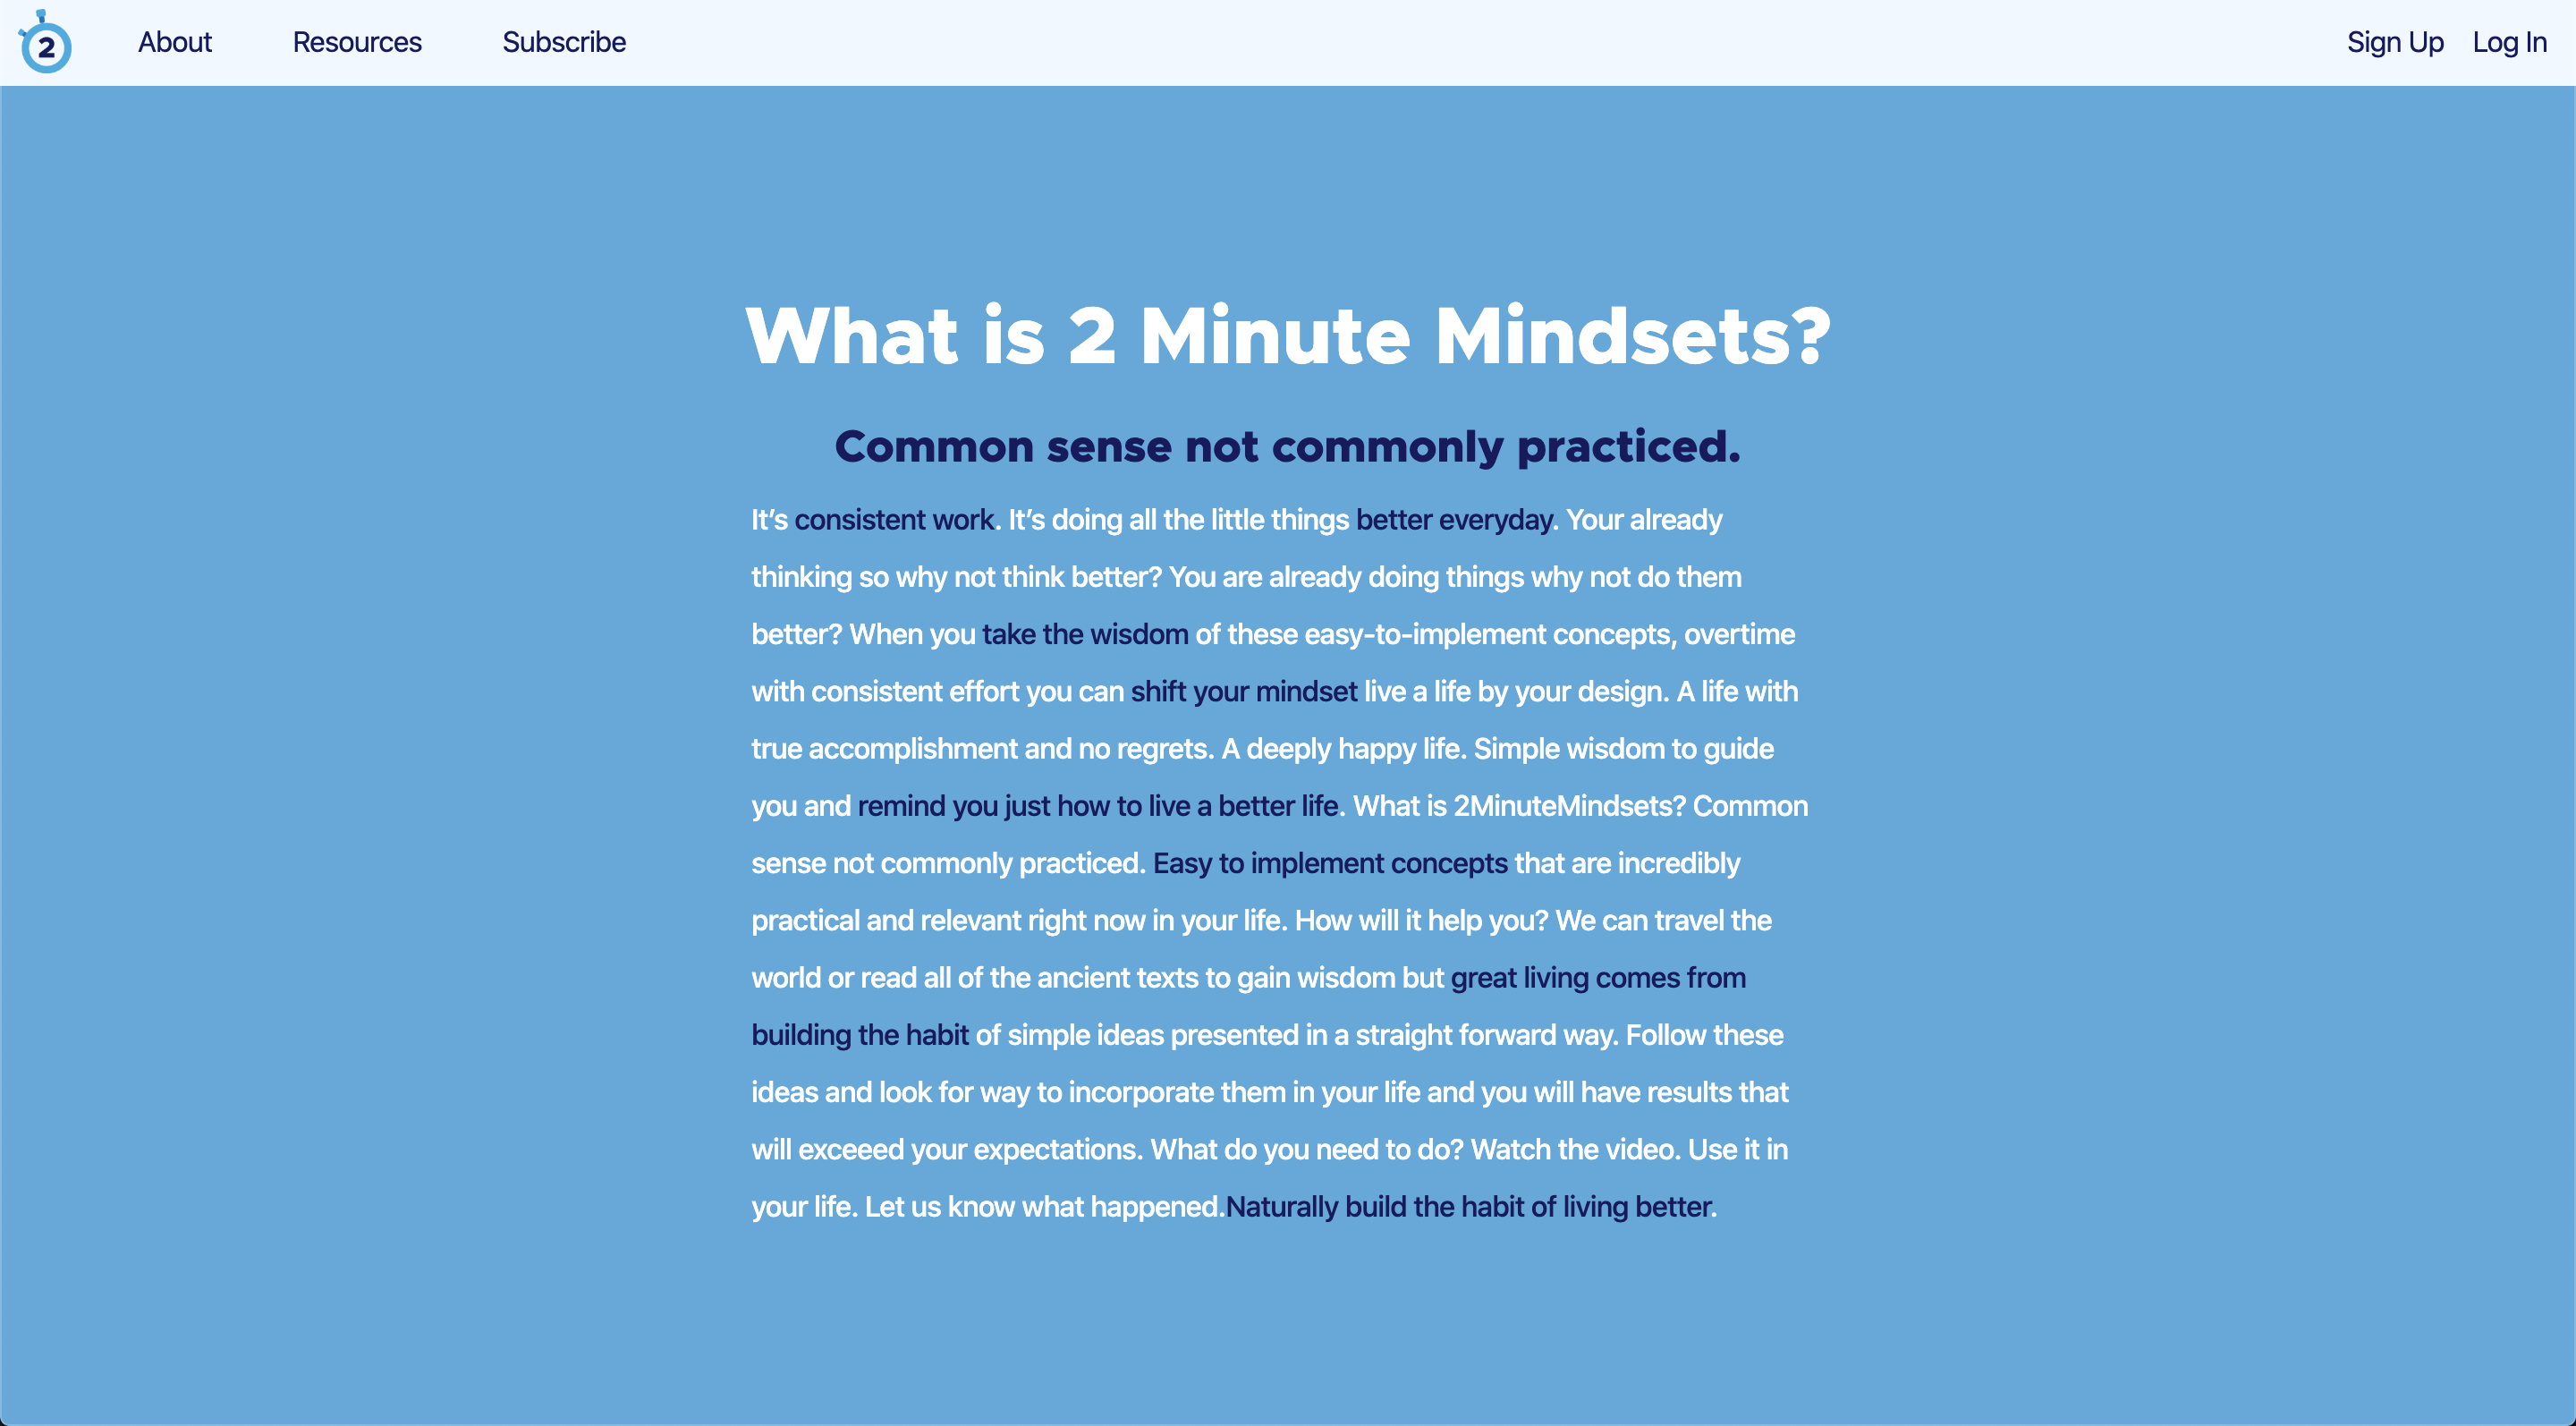 2
About
Resources
Subscribe
Sign Up
Log In
What is 2 Minute Mindsets?
Common sense not commonly practiced.
It’s consistent work. It’s doing all the little things better everyday. Your already
thinking so why not think better? You are already doing things why not do them
better? When you take the wisdom of these easy-to-implement concepts, overtime
with consistent effort you can shift your mindset live a life by your design. A life with
true accomplishment and no regrets. A deeply happy life. Simple wisdom to guide
you and remind you just how to live a better life. What is 2MinuteMindsets? Common
sense not commonly practiced. Easy to implement concepts that are incredibly
practical and relevant right now in your life. How will it help you? We can travel the
world or read all of the ancient texts to gain wisdom but great living comes from
building the habit of simple ideas presented in a straight forward way. Follow these
ideas and look for way to incorporate them in your life and you will have results that
will exceeed your expectations. What do you need to do? Watch the video. Use it in
your life. Let us know what happened.Naturally build the habit of living better.